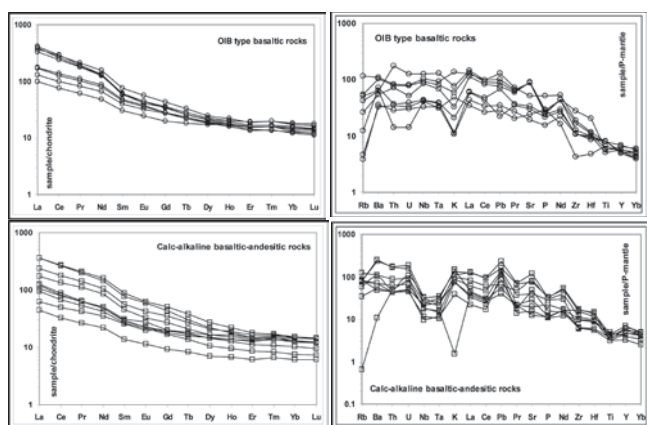 1000
OIB type basaltic rocks
100
10
sample/chondrite
1
La Ce Pr Nd Sm Eu Gd Tb Dy Ho Er Tm Yb Lu
1000
OIB type basaltic rocks
sample/P-mantle
100
10
1
Rb Ba Th U Nb Ta K La Ce Pb Pr Sr P Nd Zr Hf Ti Y Yb
1000
Calc-alkaline basaltic-andesitic rocks
100
10
sample/chondrite
1
La Ce Pr Nd Sm Eu Gd Tb Dy Ho Er Tm Yb Lu
1000
100
10
sample/P-mantle
1
Calc-alkaline basaltic-andesitic rocks
0.1
Rb Ba Th U Nb Ta K La Ce Pb Pr Sr P Nd Zr Hf Ti Y Yb